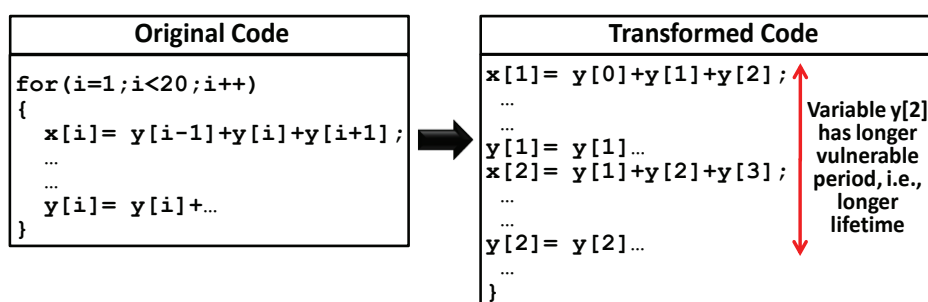 Original Code
for(i=1;i<20;i++)
{
x[i]= y[i-1]+y[i]+y[i+1];
…
…
y[i]= y[i]+…
}
Transformed Code
x[1]= y[0]+y[1]+y[2];
…
…
y[1]= y[1]…
x[2]= y[1]+y[2]+y[3];
…
…
y[2]= y[2]…
…
}
Variable y[2]
has longer
vulnerable
period, i.e.,
longer
lifetime